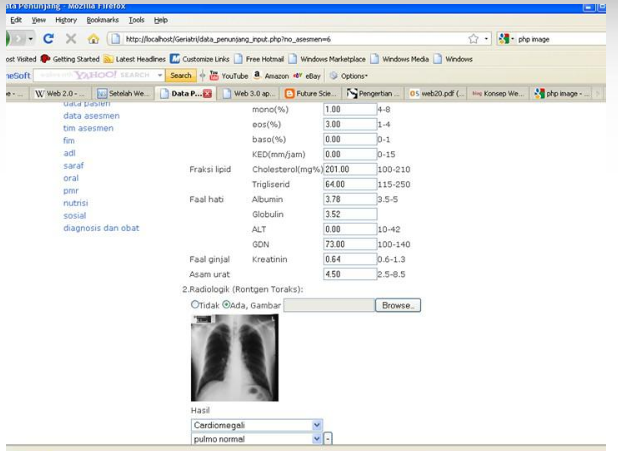 ata Penunjang - Mozilla Firefox
Edit View History Bookmarks Tools Help
http://localhost/Geriatri/data_penunjang_input.php?no_asesmen=6 php image
ost Visited Getting Started Latest Headlines Customize Links Free Hotmail Windows Marketplace Windows Media Windows
neSoft YAHOO! SEARCH Search YouTube Amazon eBay Options
Web 2.0 - ... Setelah We... Data P... Web 3.0 ap... Future Scie... Pengertian ... web20.pdf (... Konsep We... php image - ...
data pasien
data asesmen
tim asesmen
fim
adl
saraf
oral
pmr
nutrisi
sosial
diagnosis dan obat
mono(%) 1.00 4-8
eos(%) 3.00 1-4
baso(%) 0.00 0-1
KED(mm/jam) 0.00 0-15
Fraksi lipid Cholesterol(mg%) 201.00 100-210
Trigliserid 64.00 115-250
Faal hati Albumin 3.78 3.5-5
Globulin 3.52
ALT 0.00 10-42
GDN 73.00 100-140
Faal ginjal Kreatinin 0.64 0.6-1.3
Asam urat 4.50 2.5-8.5
2.Radiologik (Rontgen Toraks):
Tidak Ada, Gambar Browse..
Hasil
Cardiomegali
pulmo normal -